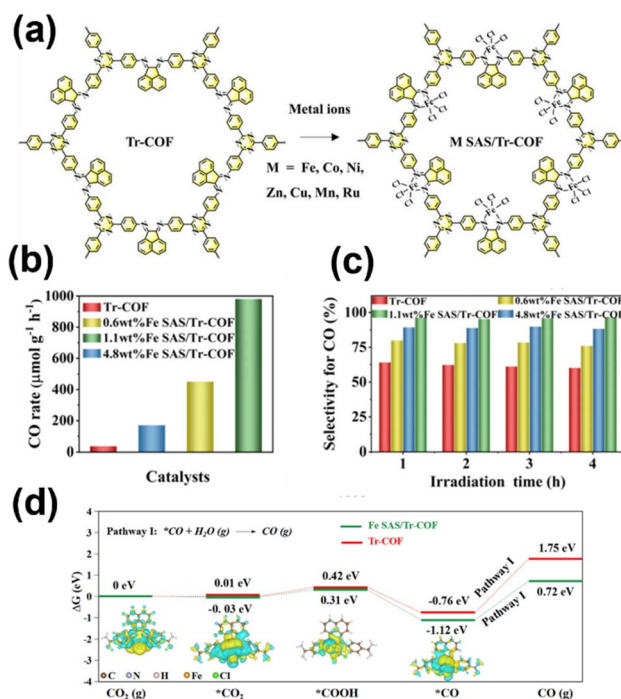 (a)
Tr-COF
Metal ions
M = Fe, Co, Ni,
Zn, Cu, Mn, Ru
M SAS/Tr-COF
(b)
Tr-COF
0.6wt%Fe SAS/Tr-COF
1.1wt%Fe SAS/Tr-COF
4.8wt%Fe SAS/Tr-COF
CO rate (μmol g⁻¹ h⁻¹)
1000
800
600
400
200
0
Catalysts
(c)
Tr-COF 0.6wt%Fe SAS/Tr-COF
1.1wt%Fe SAS/Tr-COF 4.8wt%Fe SAS/Tr-COF
Selectivity for CO (%)
100
75
50
25
0
1 2 3 4
Irradiation time (h)
(d)
Pathway I: *CO + H₂O (g) → CO (g)
Fe SAS/Tr-COF
Tr-COF
ΔG (eV)
4
3
2
1
0
-1
-2
-3
-4
0 eV
0.01 eV
-0.03 eV
0.42 eV
0.31 eV
-0.76 eV
-1.12 eV
Pathway I
1.75 eV
Pathway I
0.72 eV
C N H Fe Cl
CO₂ (g) *CO₂ *COOH *CO CO (g)